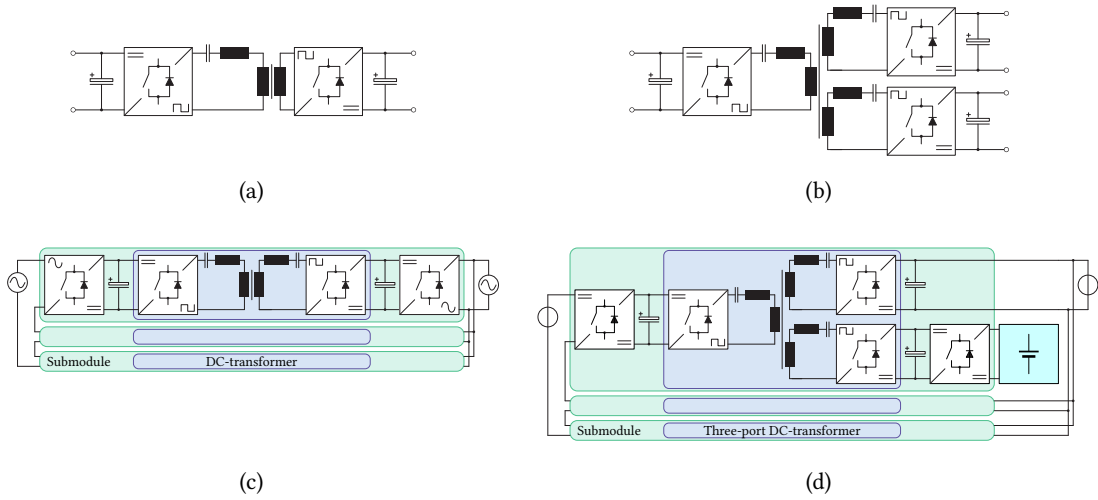 (a)
(b)
Submodule
DC-transformer
Submodule
Three-port DC-transformer
(c)
(d)